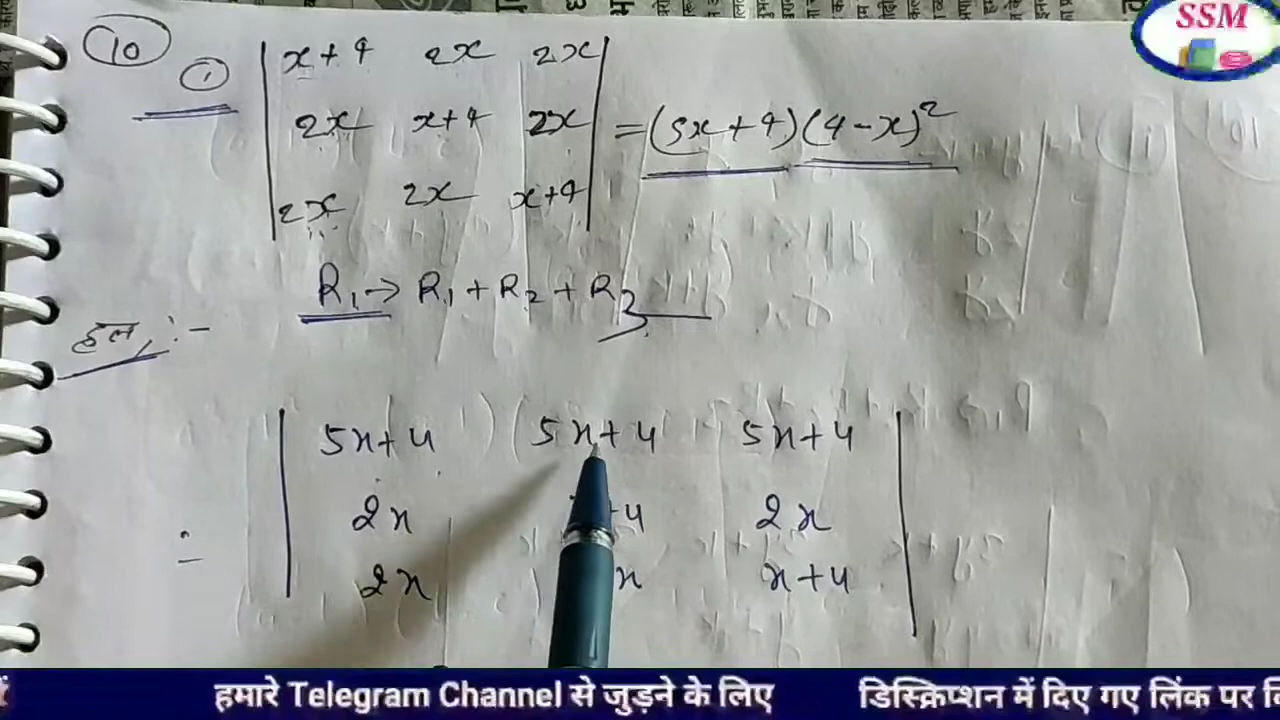 SSM
10
① | x+4 2x 2x |
| 2x x+4 2x | = (5x+4)(4-x)²
| 2x 2x x+4 |
R₁ → R₁ + R₂ + R₃
हल :-
| 5x+4 5x+4 5x+4 |
= | 2x +4 2x |
| 2x x x+4 |
हमारे Telegram Channel से जुड़ने के लिए डिस्क्रिप्शन में दिए गए लिंक पर